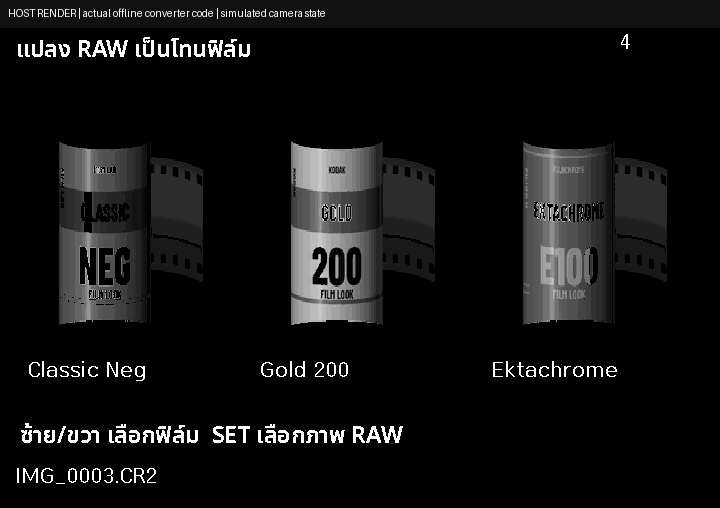 HOST RENDER | actual offline converter code | simulated camera state
แปลง RAW เป็นโทนฟิล์ม
4
CLASSIC
NEG
FILM LOOK
KODAK
GOLD
200
FILM LOOK
EKTACHROME
E100
FILM LOOK
Classic Neg
Gold 200
Ektachrome
ซ้าย/ขวา เลือกฟิล์ม SET เลือกภาพ RAW
IMG_0003.CR2